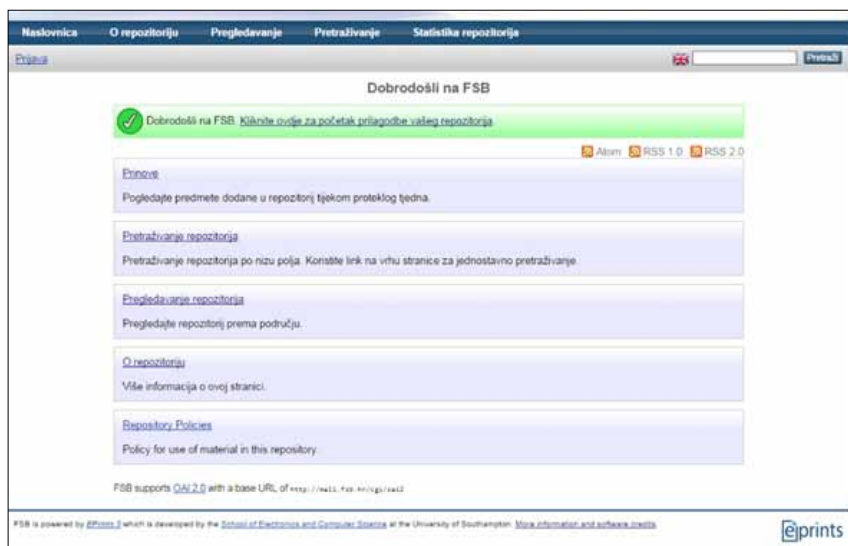 Naslovnica O repozitoriju Pregledavanje Pretraživanje Statistika repozitorija
Prijava Pretraži
Dobrodošli na FSB
Dobrodošli na FSB. Kliknite ovdje za početak prilagodbe vašeg repozitorija.
Atom RSS 1.0 RSS 2.0
Prinove
Pogledajte predmete dodane u repozitorij tijekom proteklog tjedna.
Pretraživanje repozitorija
Pretraživanje repozitorija po nizu polja. Koristite link na vrhu stranice za jednostavno pretraživanje.
Pregledavanje repozitorija
Pregledajte repozitorij prema području.
O repozitoriju
Više informacija o ovoj stranici.
Repository Policies
Policy for use of material in this repository.
FSB supports OAI 2.0 with a base URL of
FSB is powered by EPrints 3 which is developed by the School of Electronics and Computer Science at the University of Southampton. More information and software credits.
eprints